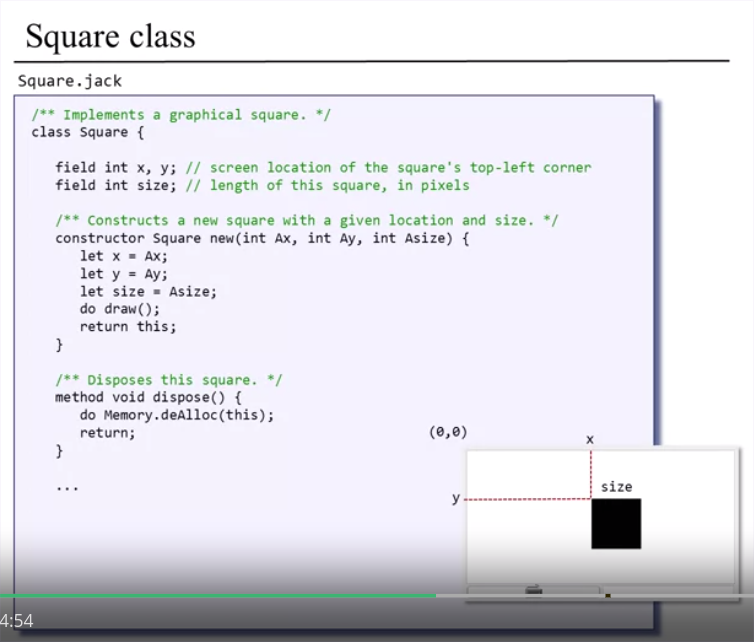 Square class
Square.jack
/** Implements a graphical square. */
class Square {
field int x, y; // screen location of the square's top-left corner
field int size; // length of this square, in pixels
/** Constructs a new square with a given location and size. */
constructor Square new(int Ax, int Ay, int Asize) {
let x = Ax;
let y = Ay;
let size = Asize;
do draw();
return this;
}
/** Disposes this square. */
method void dispose() {
do Memory.deAlloc(this);
return;
}
...
(0,0)
x
size
y
4:54